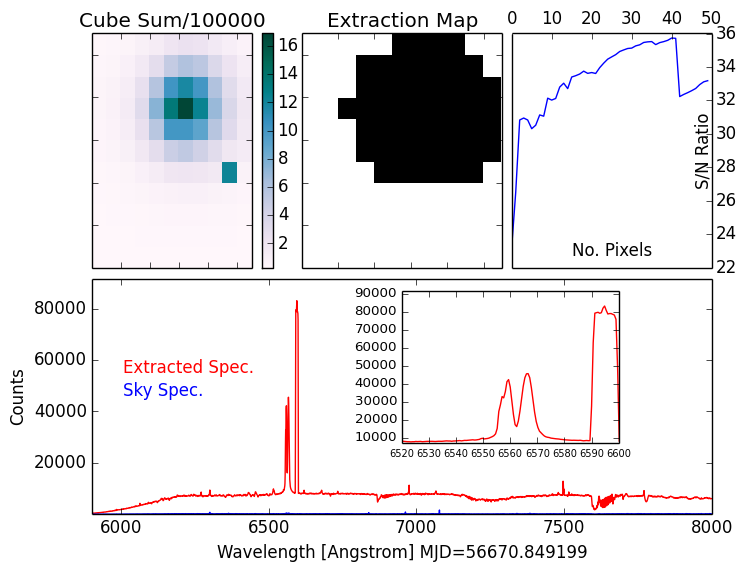 Cube Sum/100000
Extraction Map
0 10 20 30 40 50
16
14
12
10
8
6
4
2
36
34
32
30
28
26
24
22
S/N Ratio
No. Pixels
80000
60000
40000
20000
Counts
Extracted Spec.
Sky Spec.
90000
80000
70000
60000
50000
40000
30000
20000
10000
6520 6530 6540 6550 6560 6570 6580 6590 6600
6000 6500 7000 7500 8000
Wavelength [Angstrom] MJD=56670.849199